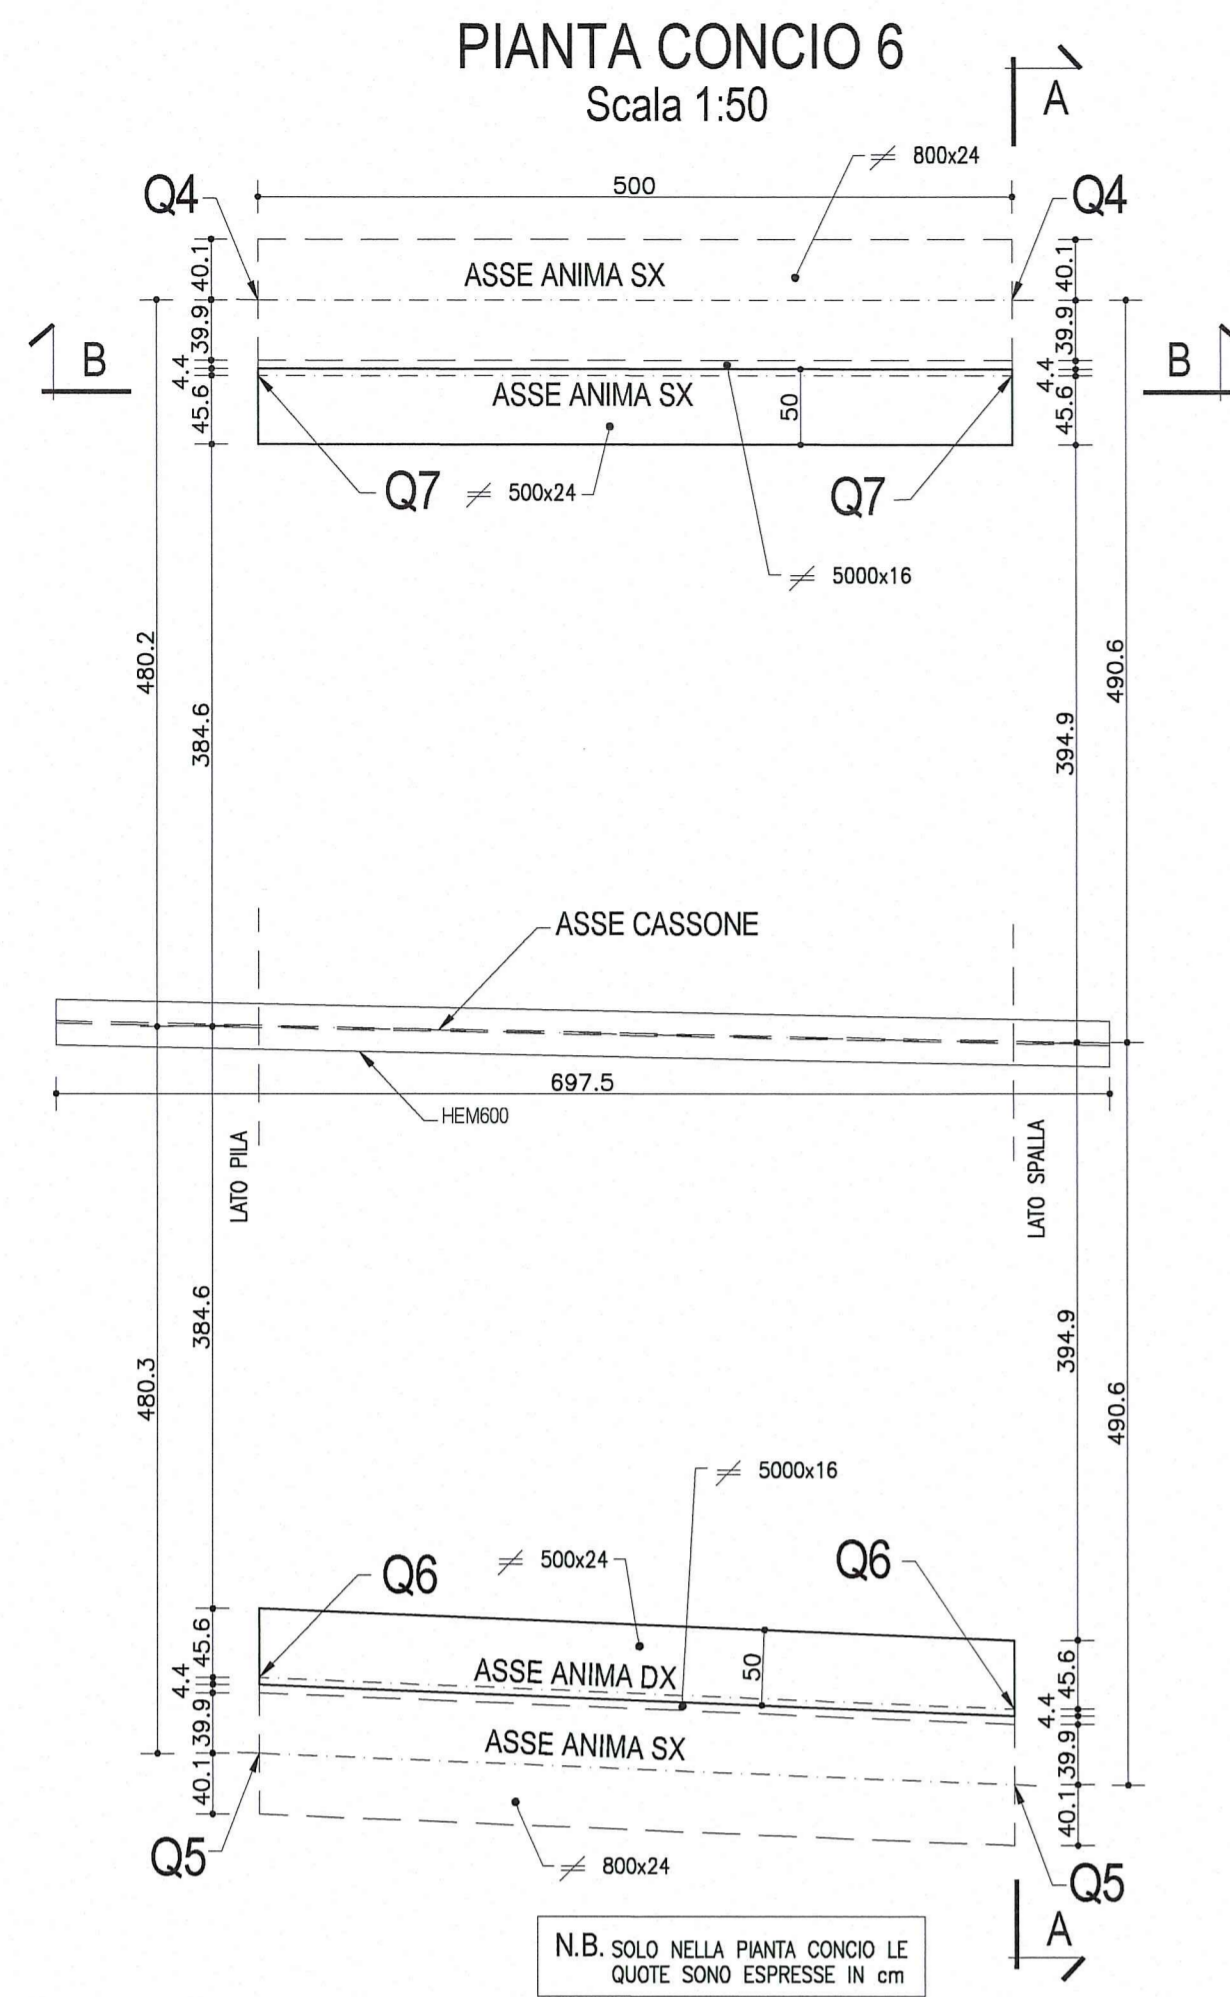 PIANTA CONCIO 6
Scala 1:50
A
800x24
500
Q4
Q4
40.1
40.1
ASSE ANIMA SX
39.9
39.9
B
B
4.4
4.4
ASSE ANIMA SX
50
45.6
45.6
Q7
500x24
Q7
5000x16
480.2
490.6
384.6
394.9
ASSE CASSONE
697.5
HEM600
LATO PILA
LATO SPALLA
384.6
394.9
480.3
490.6
5000x16
500x24
Q6
Q6
45.6
45.6
4.4
ASSE ANIMA DX
50
4.4
39.9
39.9
ASSE ANIMA SX
40.1
40.1
Q5
800x24
Q5
A
N.B. SOLO NELLA PIANTA CONCIO LE
QUOTE SONO ESPRESSE IN cm